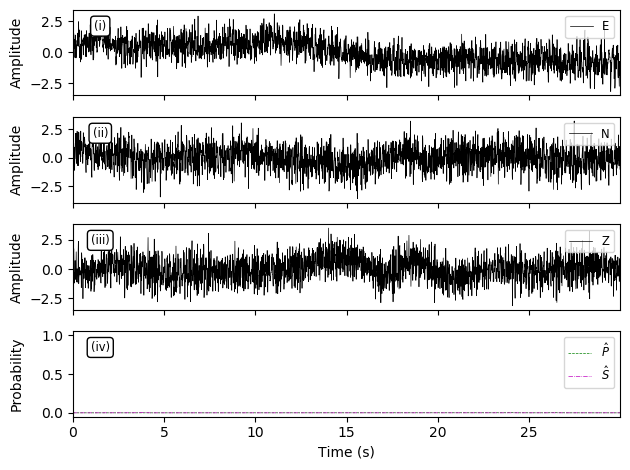 2.5
0.0
−2.5
Amplitude
(i)
E
2.5
0.0
−2.5
Amplitude
(ii)
N
2.5
0.0
−2.5
Amplitude
(iii)
Z
1.0
0.5
0.0
Probability
(iv)
P̂
Ŝ
0 5 10 15 20 25
Time (s)